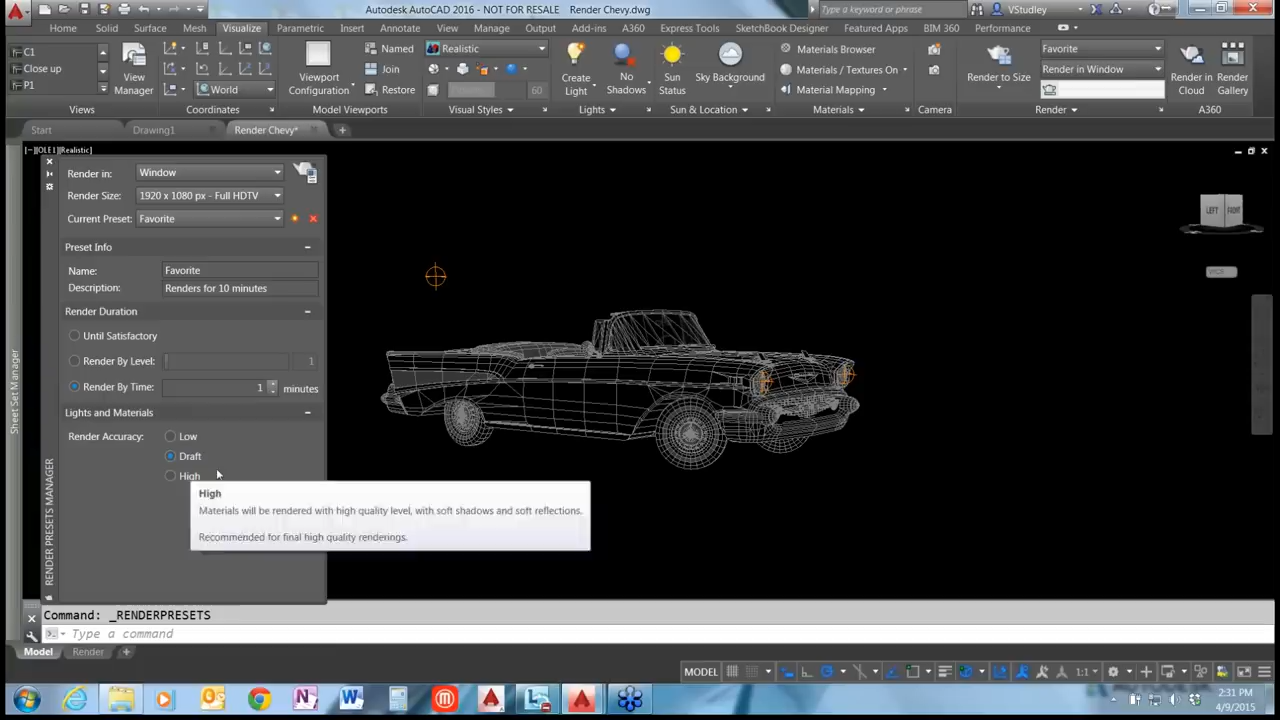 Autodesk AutoCAD 2016 - NOT FOR RESALE Render Chevy.dwg
Type a keyword or phrase
VStudley
Home Solid Surface Mesh Visualize Parametric Insert Annotate View Manage Output Add-ins A360 Express Tools SketchBook Designer Featured Apps BIM 360 Performance
C1
Close up
P1
View Manager
World
Viewport Configuration
Named
Join
Restore
Realistic
60
Create Light
No Shadows
Sun Status
Sky Background
Materials Browser
Materials / Textures On
Material Mapping
Render to Size
Favorite
Render in Window
Render in Cloud
Render Gallery
Views Coordinates Model Viewports Visual Styles Lights Sun & Location Materials Camera Render A360
Start Drawing1 Render Chevy*
[−][OLE1][Realistic]
Render in: Window
Render Size: 1920 x 1080 px - Full HDTV
Current Preset: Favorite
Preset Info
Name: Favorite
Description: Renders for 10 minutes
Render Duration
Until Satisfactory
Render By Level: 1
Render By Time: 1 minutes
Lights and Materials
Render Accuracy: Low
Draft
High
High
Materials will be rendered with high quality level, with soft shadows and soft reflections.
Recommended for final high quality renderings.
RENDER PRESETS MANAGER
Sheet Set Manager
LEFT FRONT
WCS
Command: _RENDERPRESETS
Type a command
Model Render
MODEL 1:1
2:31 PM
4/9/2015